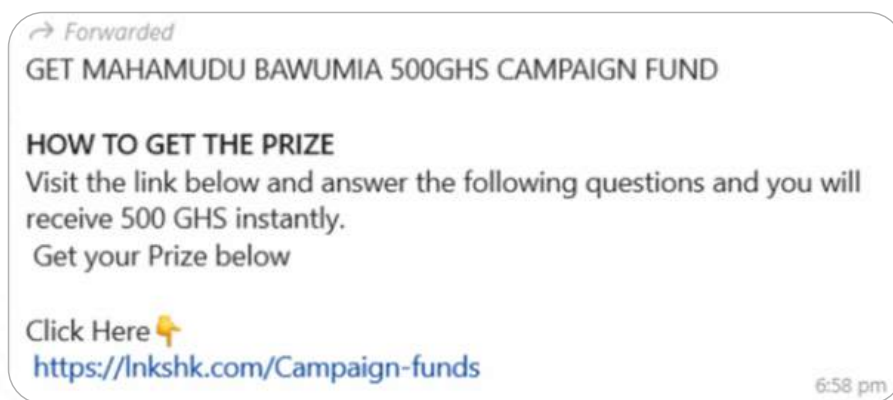 Forwarded
GET MAHAMUDU BAWUMIA 500GHS CAMPAIGN FUND
HOW TO GET THE PRIZE
Visit the link below and answer the following questions and you will
receive 500 GHS instantly.
Get your Prize below
Click Here👇
https://lnkshk.com/Campaign-funds
6:58 pm